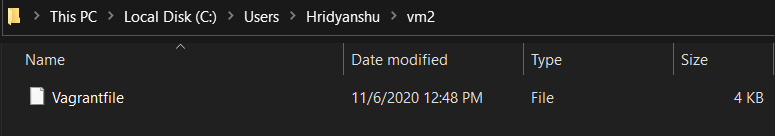 This PC > Local Disk (C:) > Users > Hridyanshu > vm2
Name Date modified Type Size
Vagrantfile 11/6/2020 12:48 PM File 4 KB